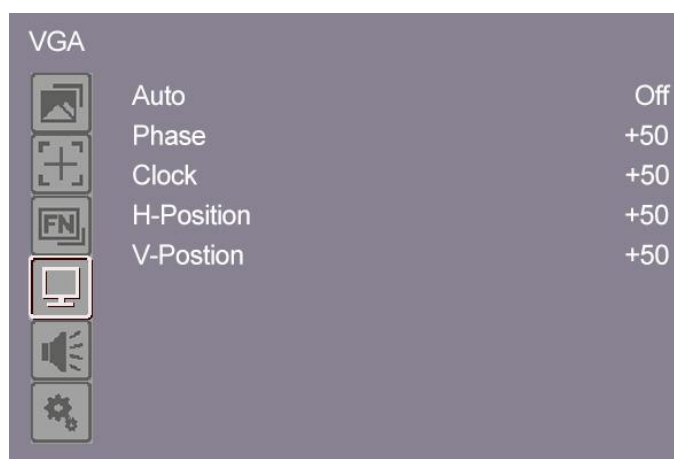 VGA
Auto Off
Phase +50
Clock +50
H-Position +50
FN
V-Postion +50